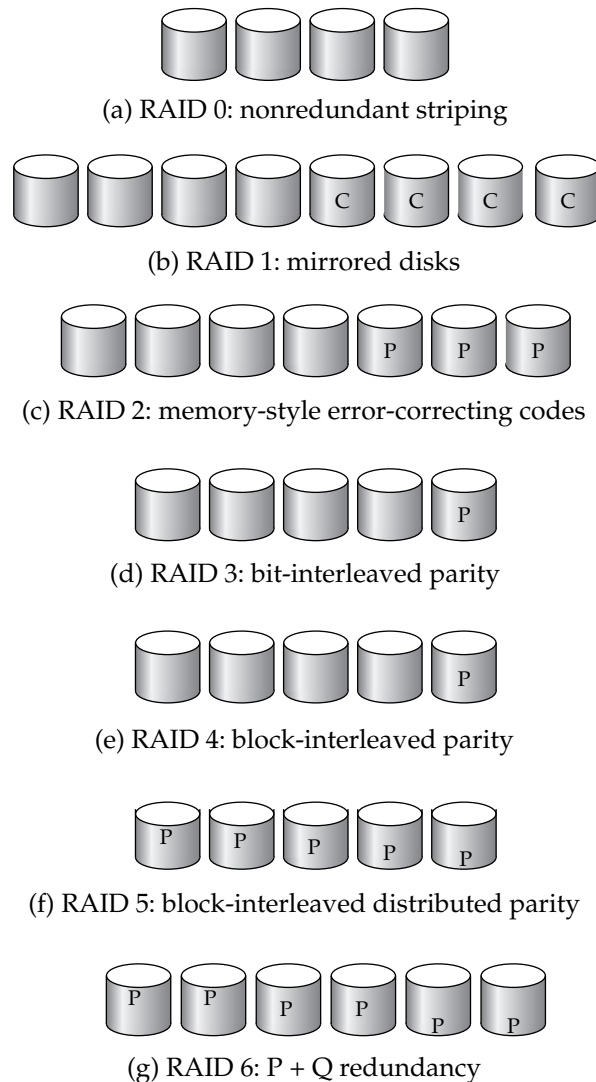 (a) RAID 0: nonredundant striping
C C C C
(b) RAID 1: mirrored disks
P P P
(c) RAID 2: memory-style error-correcting codes
P
(d) RAID 3: bit-interleaved parity
P
(e) RAID 4: block-interleaved parity
P P P P P
(f) RAID 5: block-interleaved distributed parity
P P P P P P
(g) RAID 6: P + Q redundancy